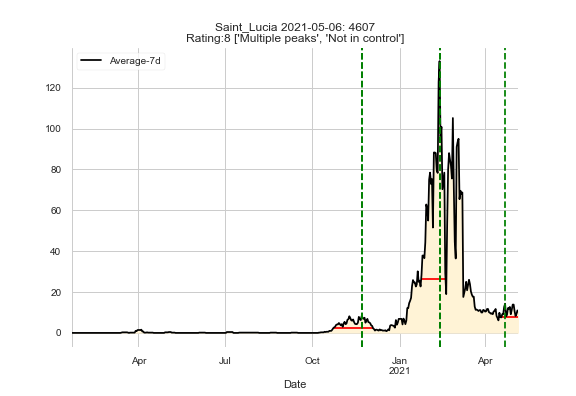 Saint_Lucia 2021-05-06: 4607
Rating:8 ['Multiple peaks', 'Not in control']
Average-7d
120
100
80
60
40
20
0
Apr
Jul
Oct
Jan
2021
Apr
Date